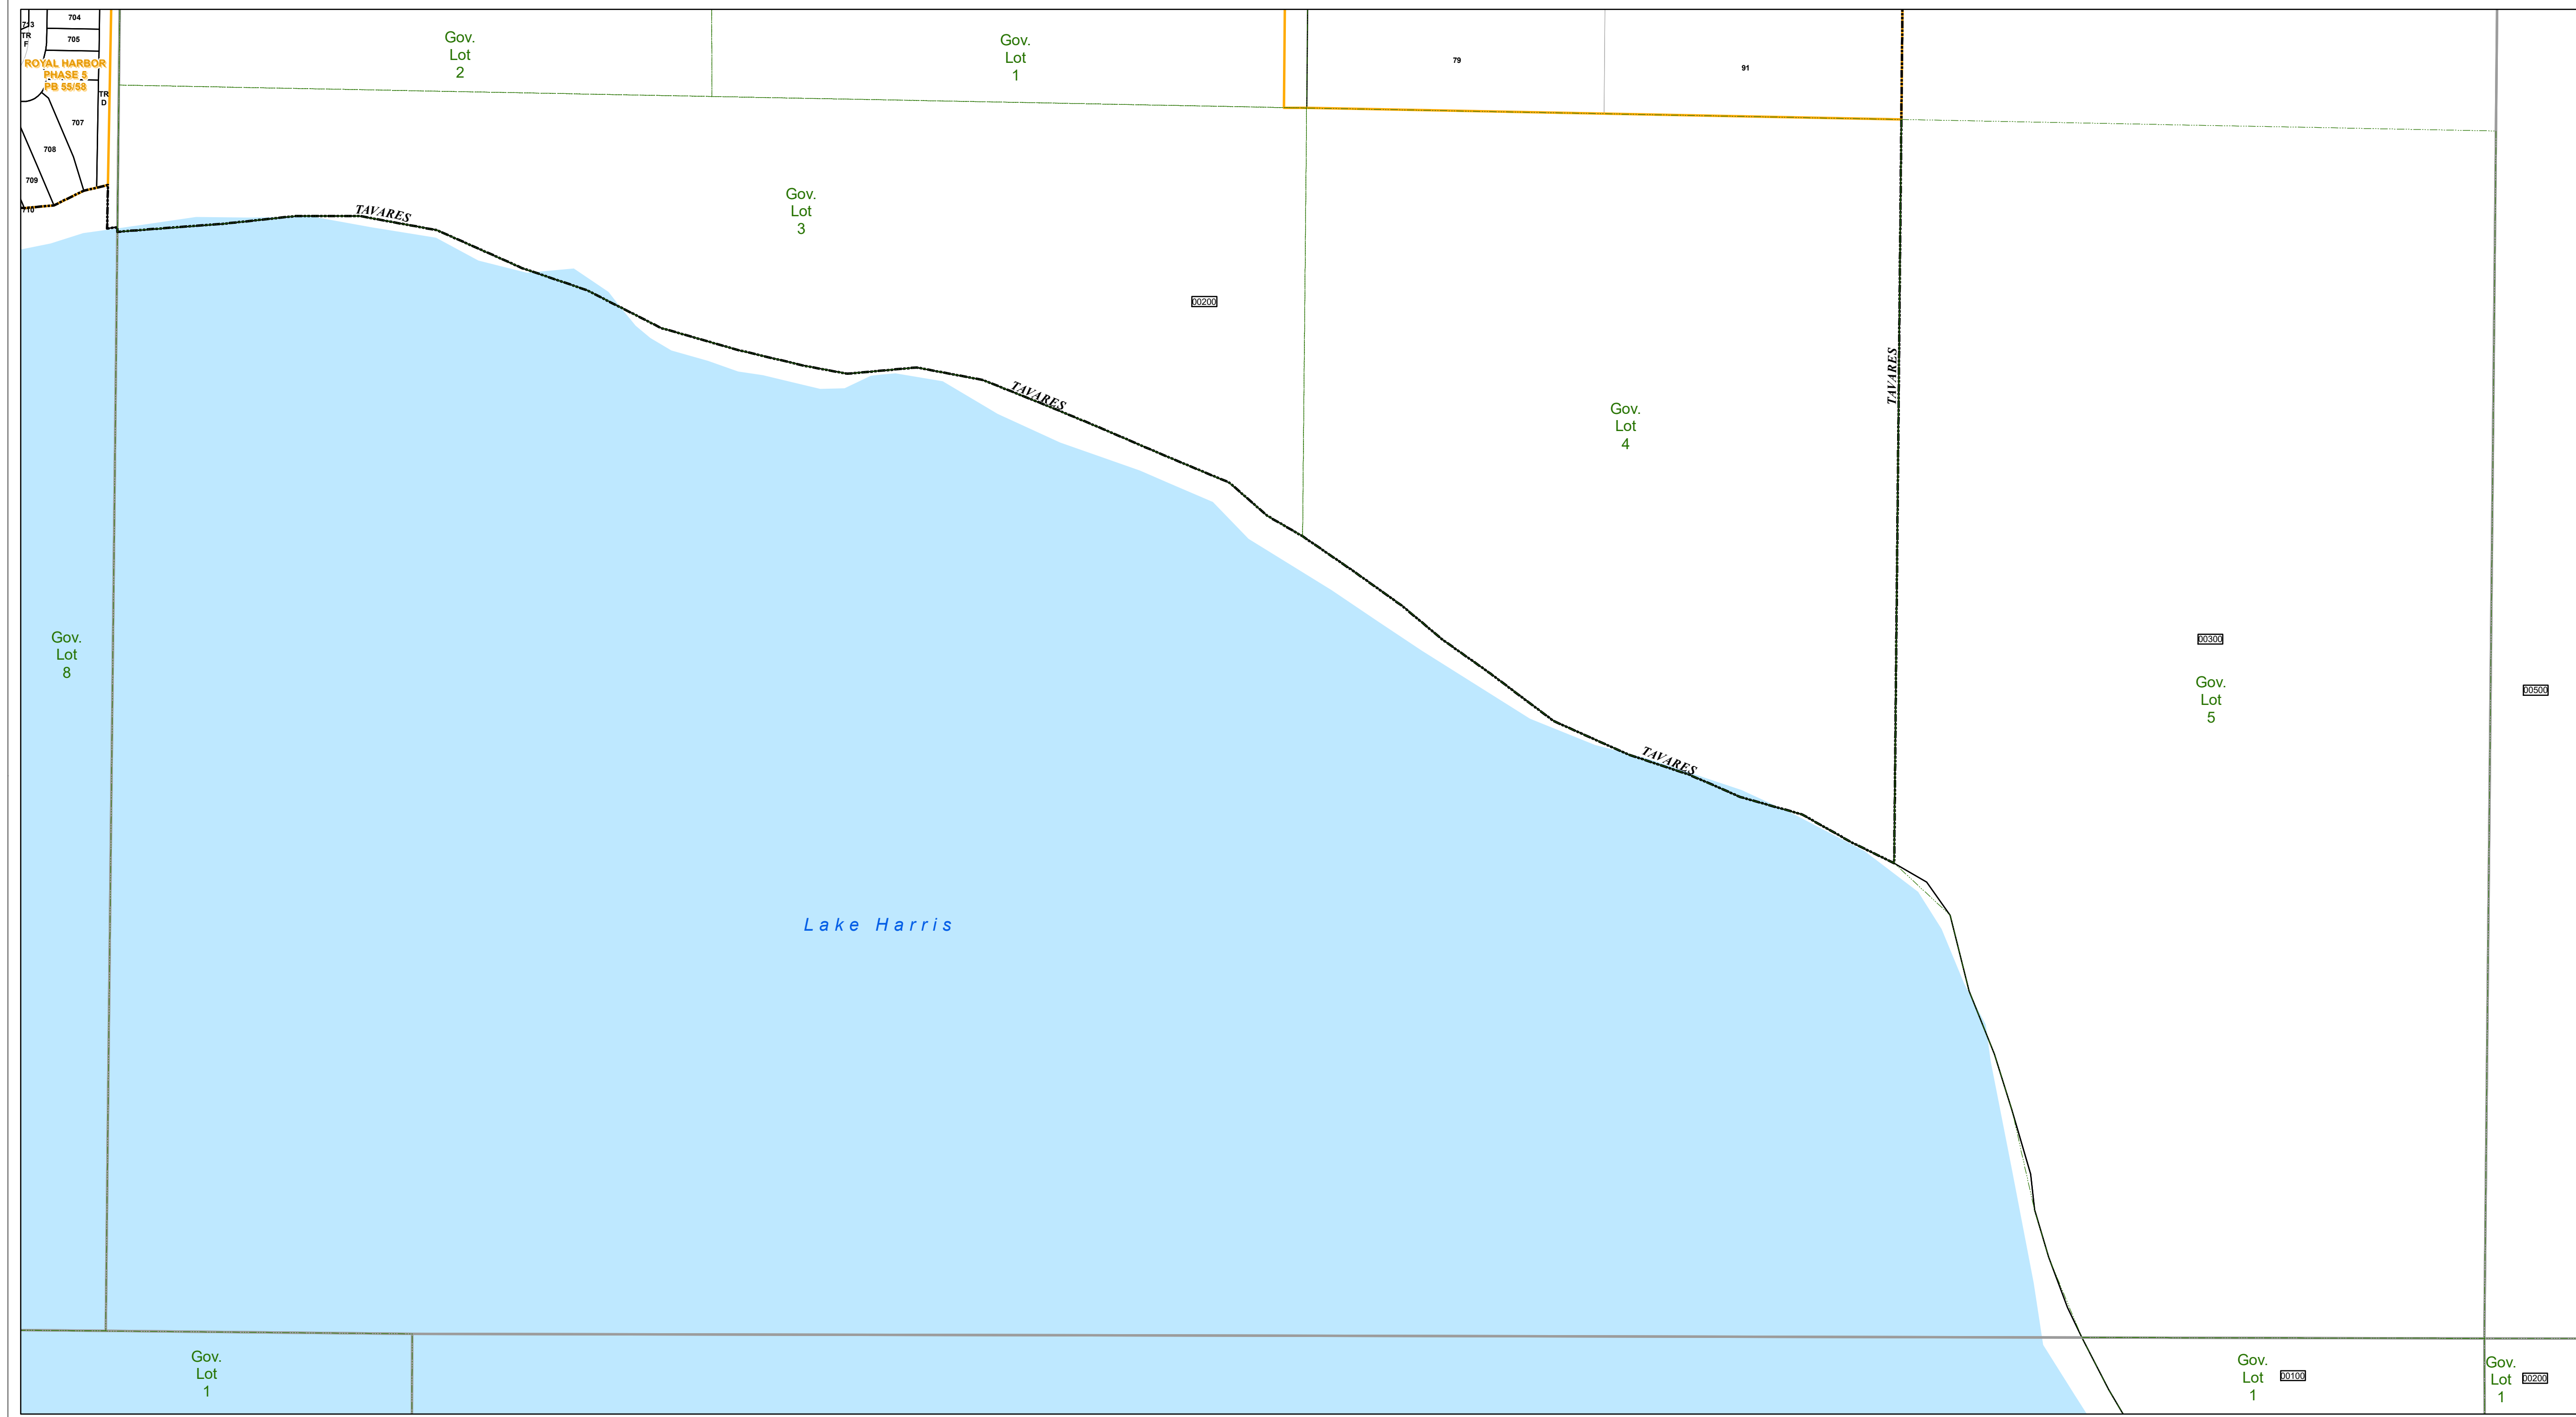 713
TR
F
704
705
ROYAL HARBOR
PHASE 5
PB 55/58
TR
D
707
708
709
710
Gov.
Lot
2
Gov.
Lot
1
79
91
TAVARES
Gov.
Lot
3
00200
TAVARES
Gov.
Lot
4
TAVARES
Gov.
Lot
8
00300
Gov.
Lot
5
00500
TAVARES
Lake Harris
Gov.
Lot
1
Gov.
Lot
1
00100
Gov.
Lot
1
00200